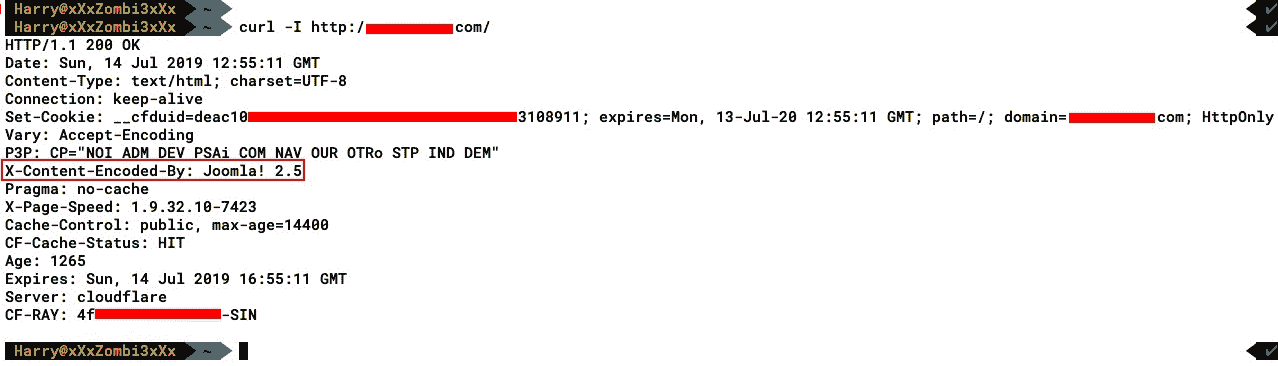 Harry@xXxZombi3xXx ~
Harry@xXxZombi3xXx ~ curl -I http:/ com/
HTTP/1.1 200 OK
Date: Sun, 14 Jul 2019 12:55:11 GMT
Content-Type: text/html; charset=UTF-8
Connection: keep-alive
Set-Cookie: __cfduid=deac10 3108911; expires=Mon, 13-Jul-20 12:55:11 GMT; path=/; domain= com; HttpOnly
Vary: Accept-Encoding
P3P: CP="NOI ADM DEV PSAi COM NAV OUR OTRo STP IND DEM"
X-Content-Encoded-By: Joomla! 2.5
Pragma: no-cache
X-Page-Speed: 1.9.32.10-7423
Cache-Control: public, max-age=14400
CF-Cache-Status: HIT
Age: 1265
Expires: Sun, 14 Jul 2019 16:55:11 GMT
Server: cloudflare
CF-RAY: 4f -SIN
Harry@xXxZombi3xXx ~